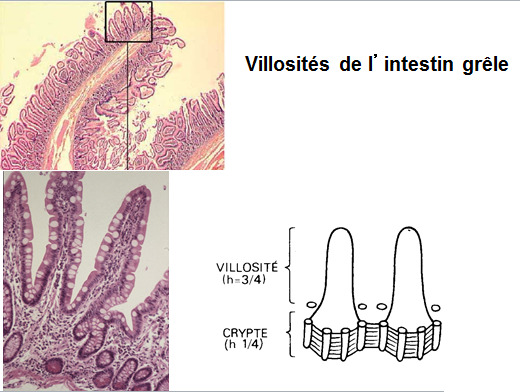 Villosités de l’ intestin grêle
VILLOSITÉ
(h=3/4)
CRYPTE
(h 1/4)